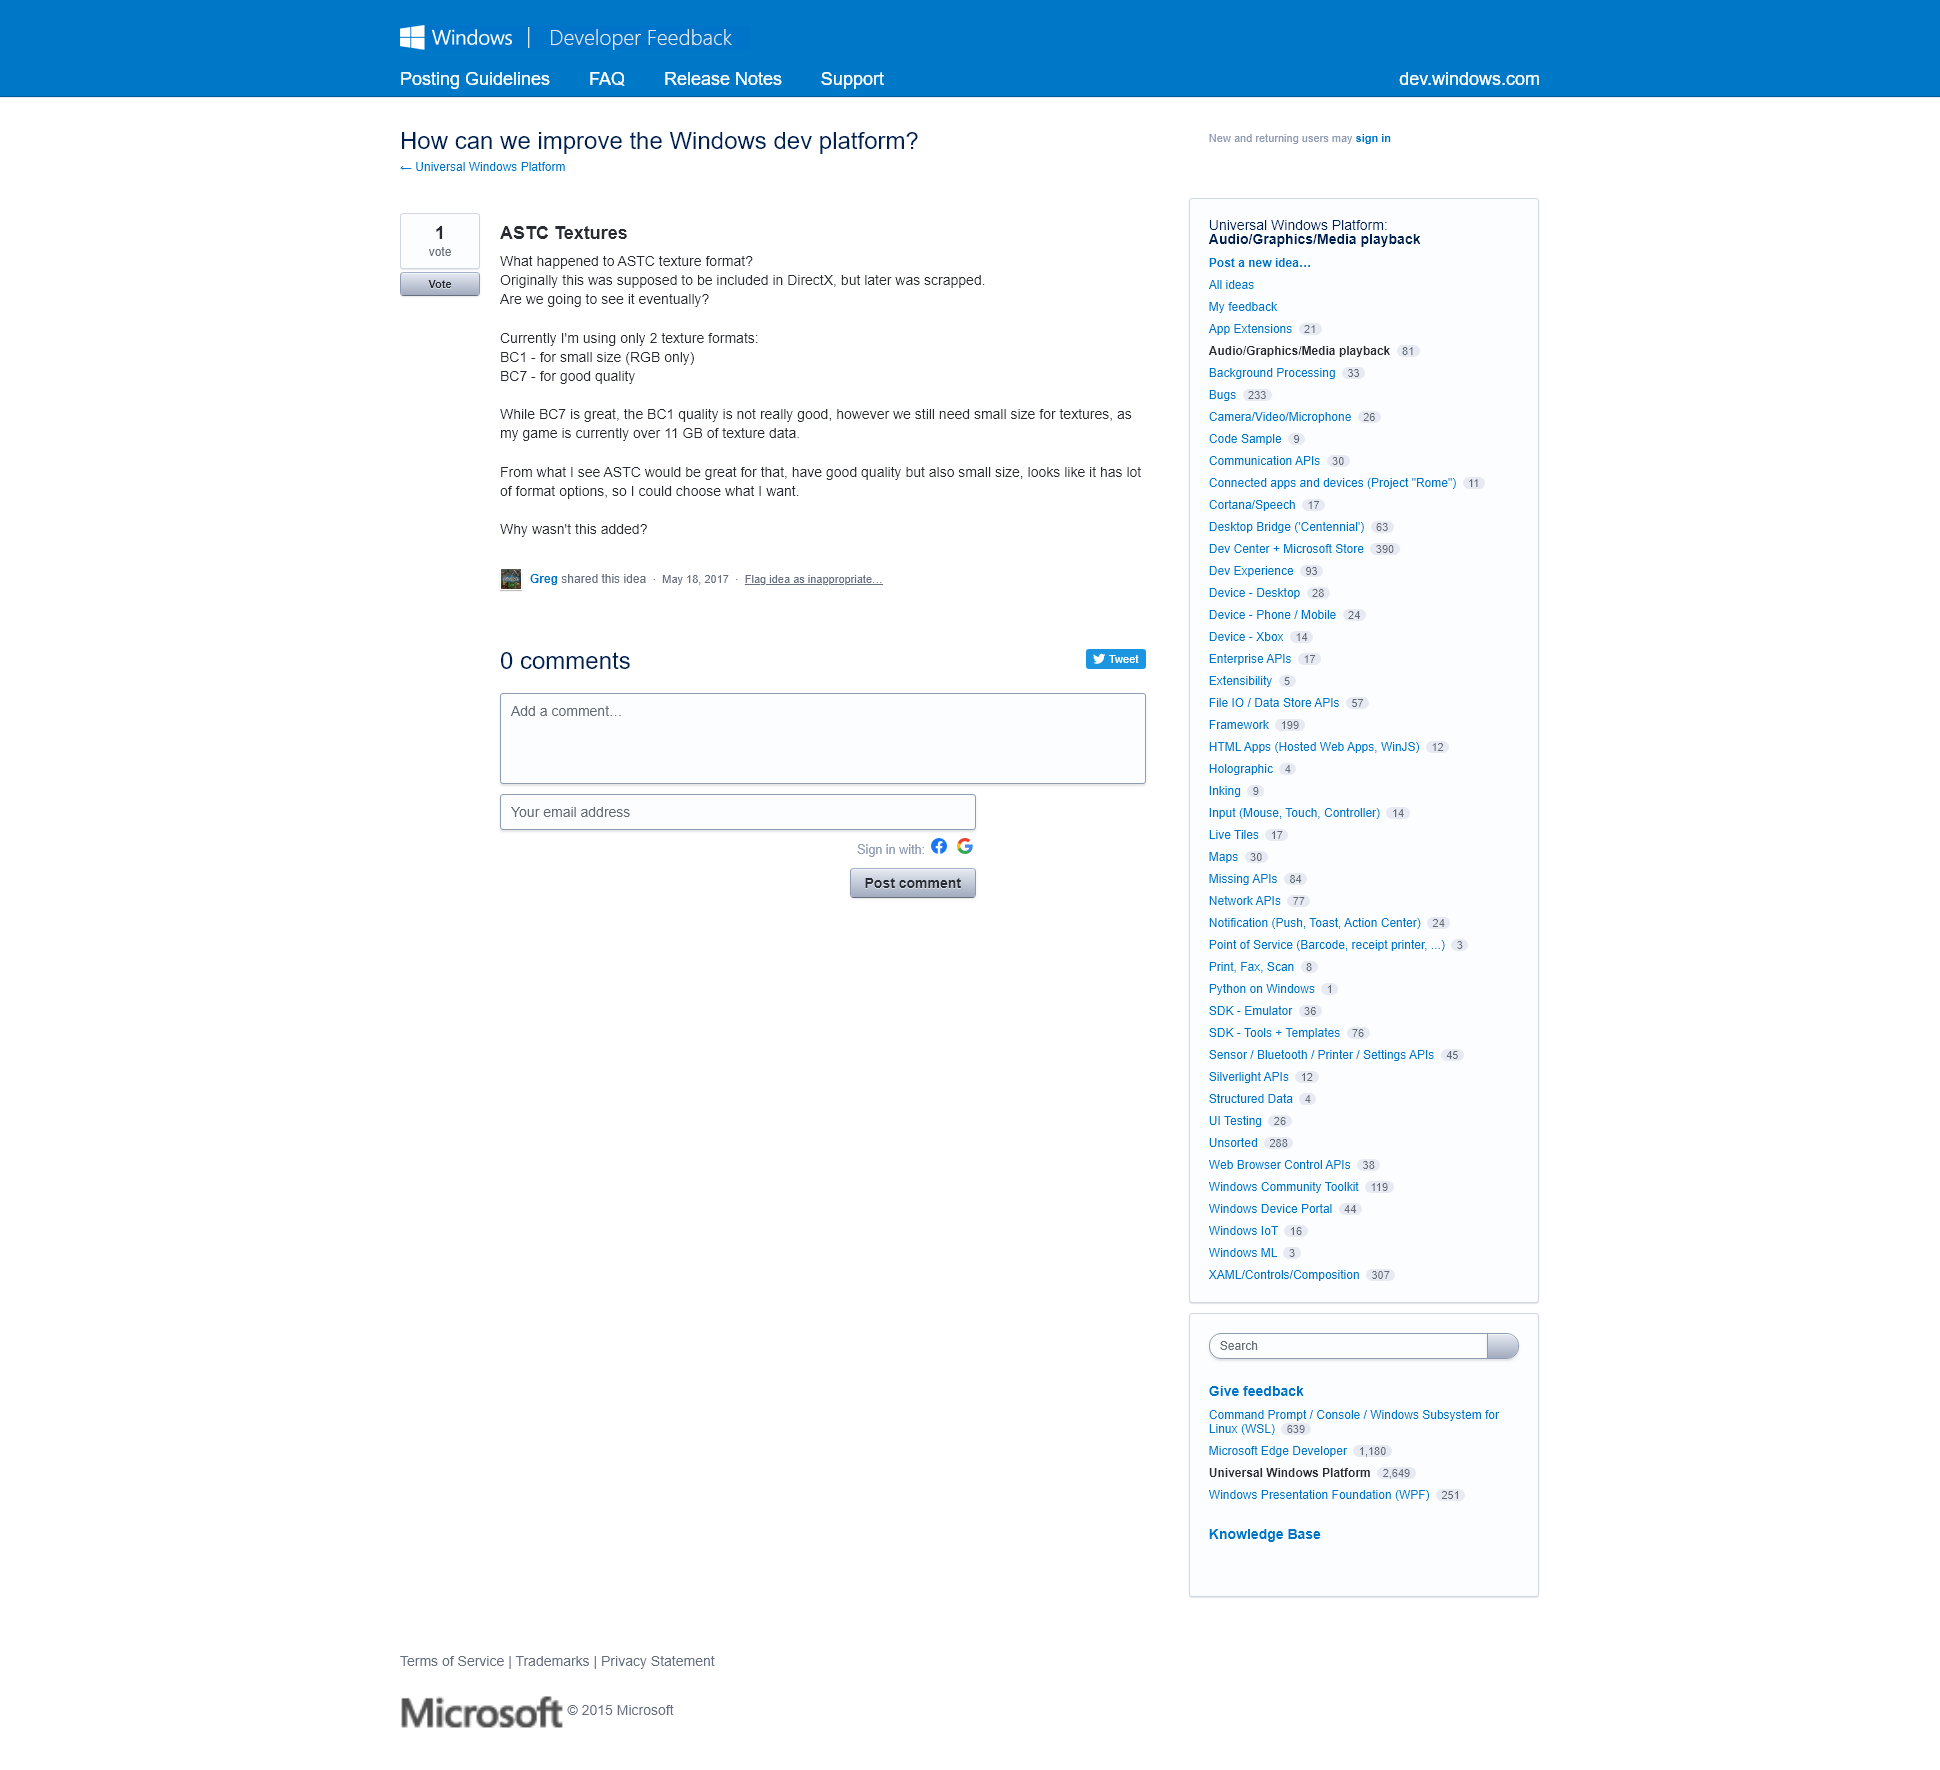 Windows | Developer Feedback
Posting Guidelines FAQ Release Notes Support dev.windows.com
How can we improve the Windows dev platform?
← Universal Windows Platform
New and returning users may sign in
1
vote
Vote
ASTC Textures
What happened to ASTC texture format?
Originally this was supposed to be included in DirectX, but later was scrapped.
Are we going to see it eventually?
Currently I'm using only 2 texture formats:
BC1 - for small size (RGB only)
BC7 - for good quality
While BC7 is great, the BC1 quality is not really good, however we still need small size for textures, as
my game is currently over 11 GB of texture data.
From what I see ASTC would be great for that, have good quality but also small size, looks like it has lot
of format options, so I could choose what I want.
Why wasn't this added?
Greg shared this idea · May 18, 2017 · Flag idea as inappropriate…
0 comments
Tweet
Add a comment…
Your email address
Sign in with:
Post comment
Universal Windows Platform:
Audio/Graphics/Media playback
Post a new idea…
All ideas
My feedback
App Extensions 21
Audio/Graphics/Media playback 81
Background Processing 33
Bugs 233
Camera/Video/Microphone 26
Code Sample 9
Communication APIs 30
Connected apps and devices (Project "Rome") 11
Cortana/Speech 17
Desktop Bridge ('Centennial') 63
Dev Center + Microsoft Store 390
Dev Experience 93
Device - Desktop 28
Device - Phone / Mobile 24
Device - Xbox 14
Enterprise APIs 17
Extensibility 5
File IO / Data Store APIs 57
Framework 199
HTML Apps (Hosted Web Apps, WinJS) 12
Holographic 4
Inking 9
Input (Mouse, Touch, Controller) 14
Live Tiles 17
Maps 30
Missing APIs 84
Network APIs 77
Notification (Push, Toast, Action Center) 24
Point of Service (Barcode, receipt printer, ...) 3
Print, Fax, Scan 8
Python on Windows 1
SDK - Emulator 36
SDK - Tools + Templates 76
Sensor / Bluetooth / Printer / Settings APIs 45
Silverlight APIs 12
Structured Data 4
UI Testing 26
Unsorted 288
Web Browser Control APIs 38
Windows Community Toolkit 119
Windows Device Portal 44
Windows IoT 16
Windows ML 3
XAML/Controls/Composition 307
Search
Give feedback
Command Prompt / Console / Windows Subsystem for
Linux (WSL) 639
Microsoft Edge Developer 1,180
Universal Windows Platform 2,649
Windows Presentation Foundation (WPF) 251
Knowledge Base
Terms of Service | Trademarks | Privacy Statement
Microsoft © 2015 Microsoft